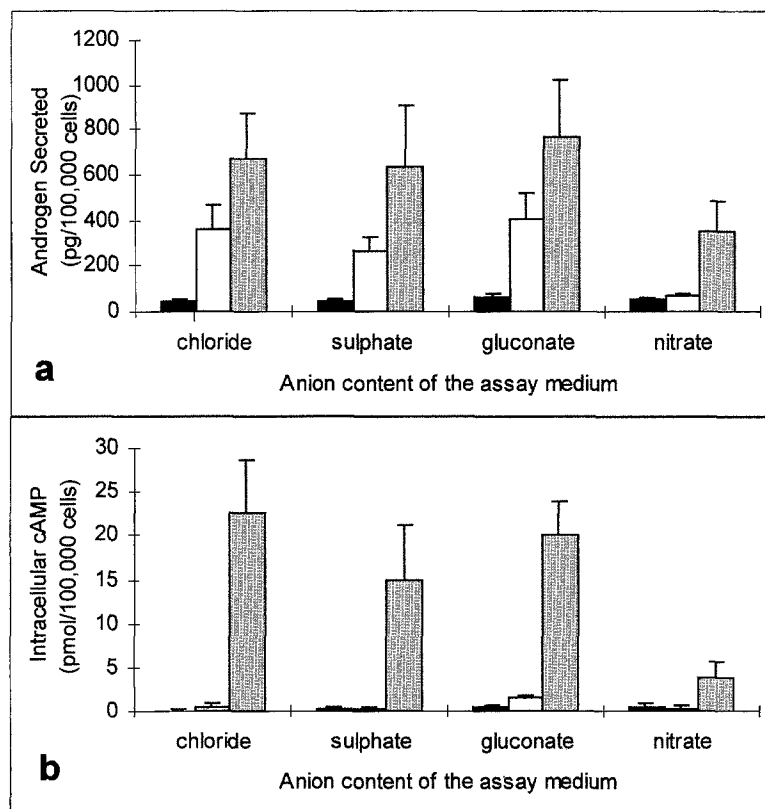 1200
1000
800
600
400
200
0
Androgen Secreted
(pg/100,000 cells)
chloride sulphate gluconate nitrate
a
Anion content of the assay medium
30
25
20
15
10
5
0
Intracellular cAMP
(pmol/100,000 cells)
chloride sulphate gluconate nitrate
b
Anion content of the assay medium